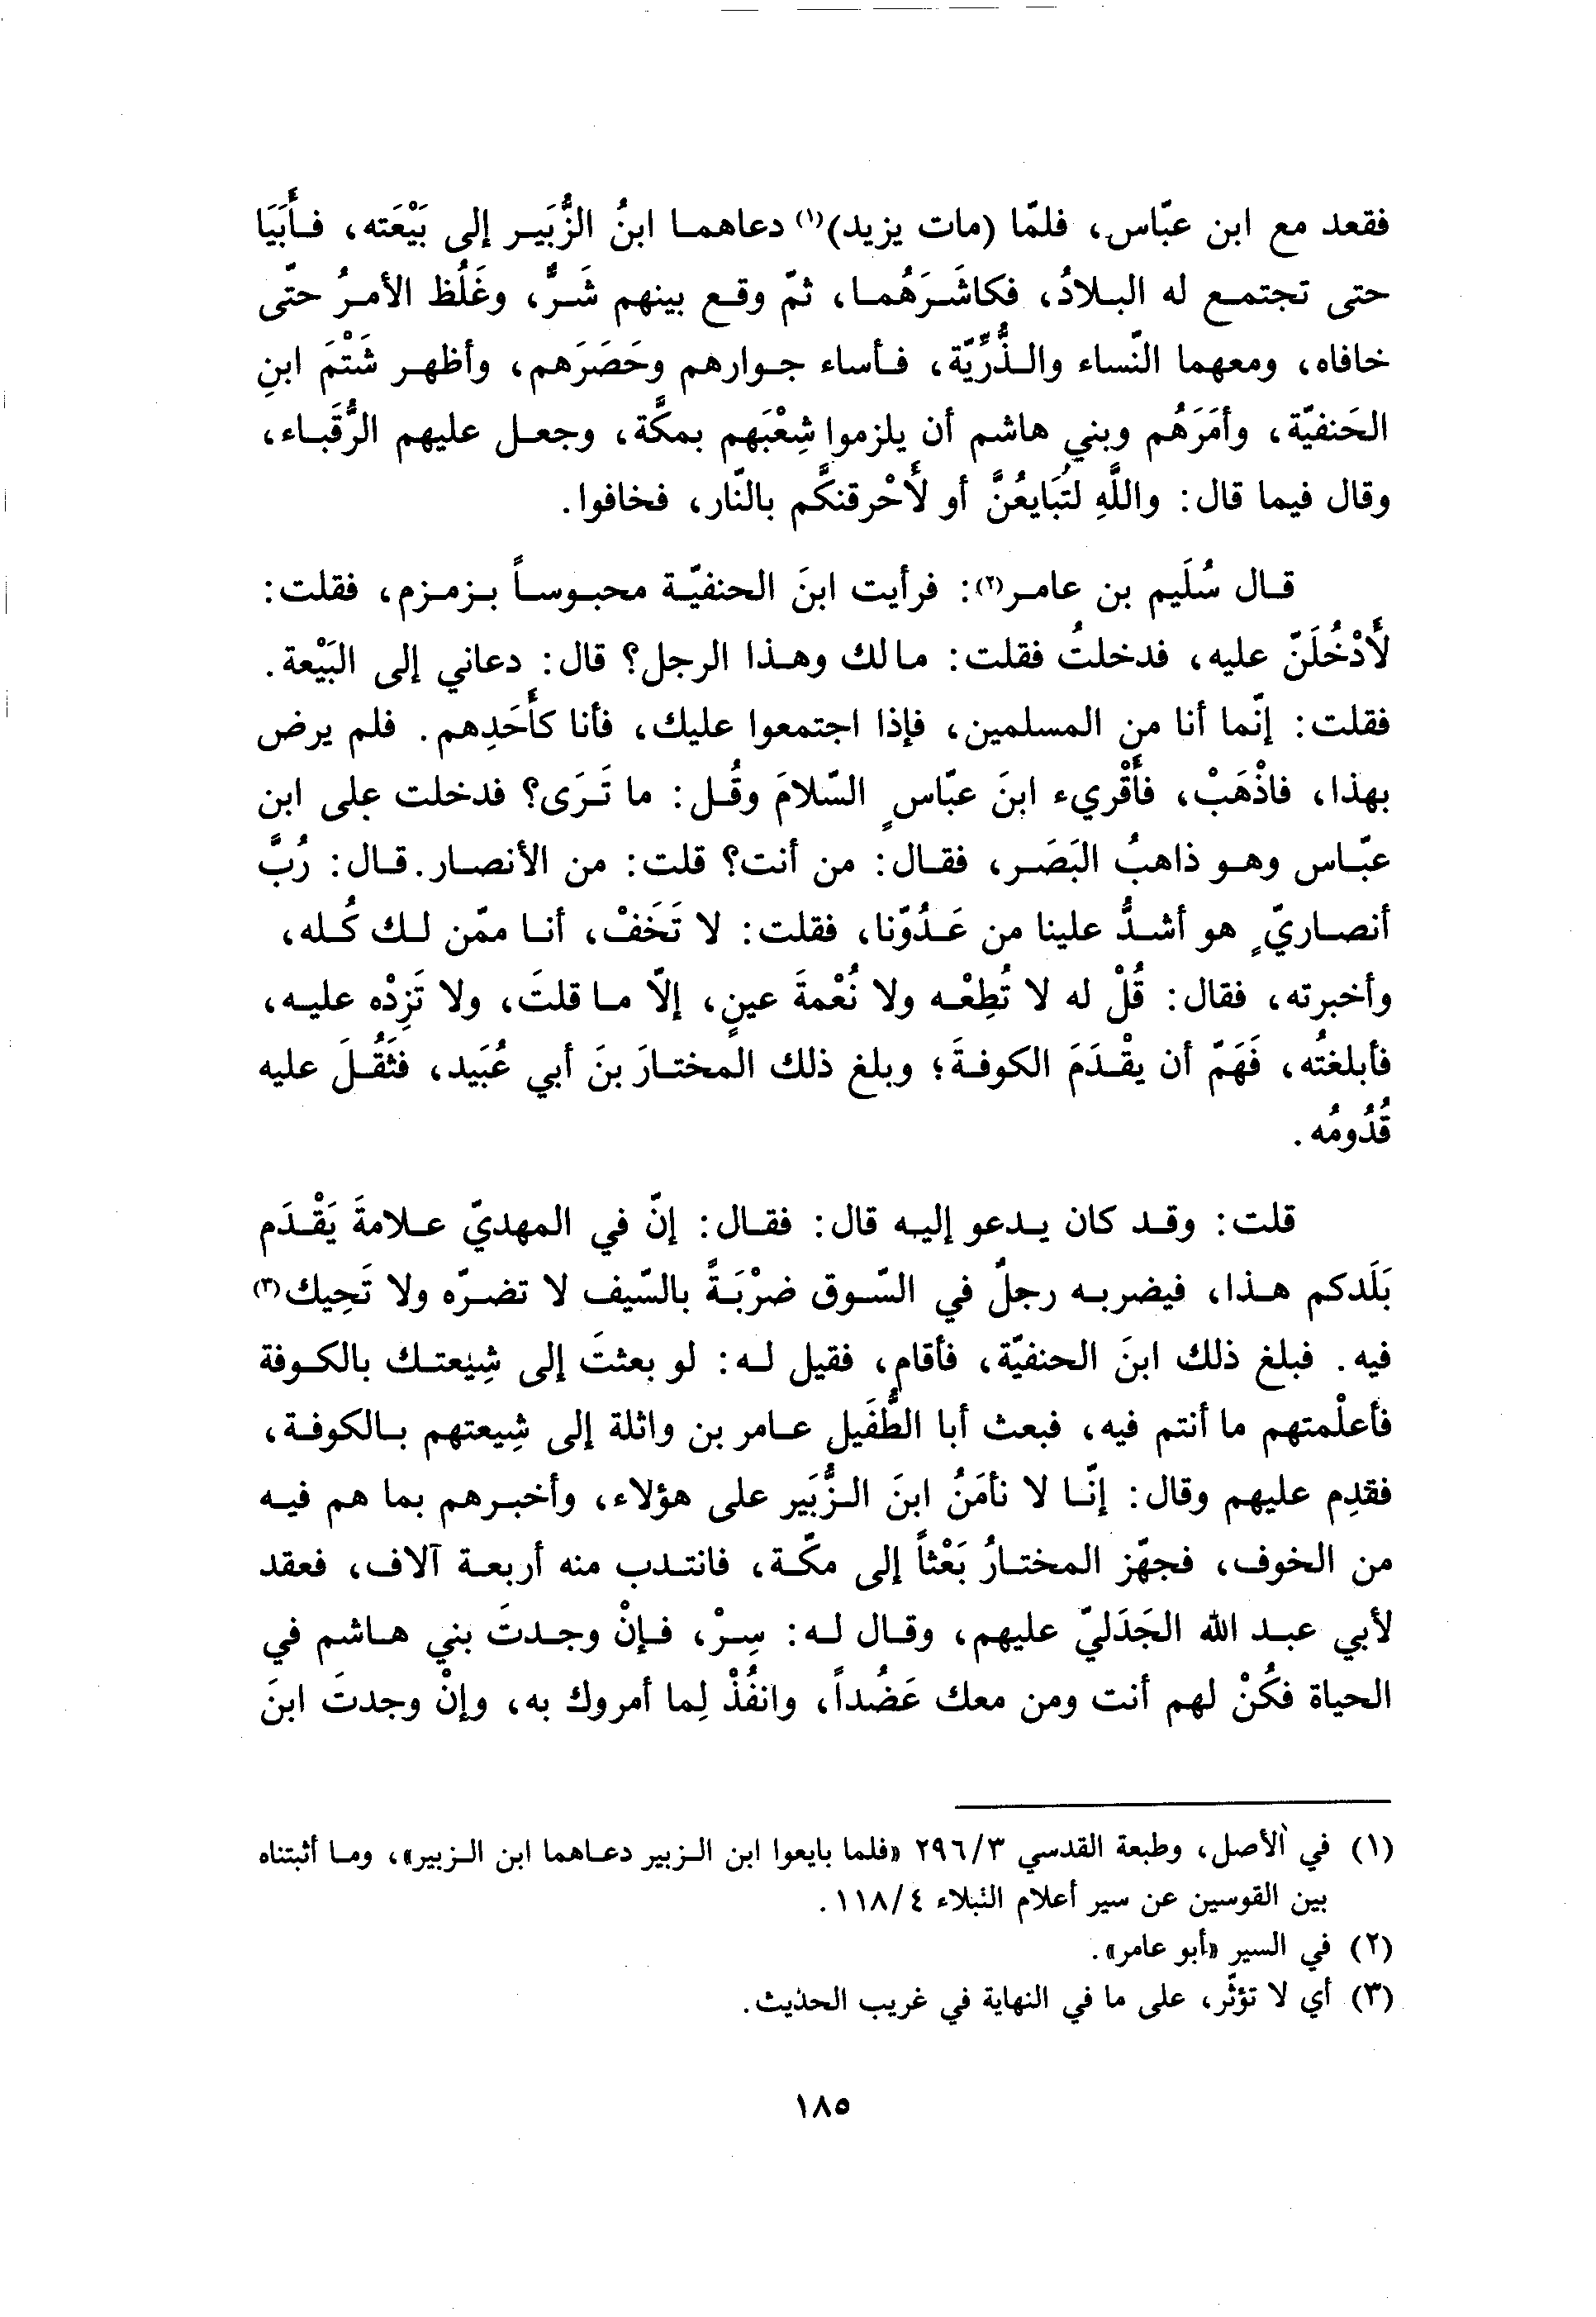 فقعد مع ابن عبّاس، فلمّا (مات يزيد)(١) دعاهما ابنُ الزُّبَير إلى بَيْعَته، فأَبَيَا
حتى تجتمع له البلادُ، فكاشَرَهُما، ثمّ وقع بينهم شَرٌّ، وغَلُظ الأمرُ حتّى
خافاه، ومعهما النّساء والذُّرِّيّة، فأساء جوارهم وحَصَرَهم، وأظهر شَتْمَ ابنِ
الحَنفيّة، وأمَرَهُم وبني هاشم أن يلزموا شِعْبَهم بمكَّة، وجعل عليهم الرُّقَباء،
وقال فيما قال: واللَّهِ لتُبَايعُنَّ أو لأَحْرقنكَّم بالنّار، فخافوا.
قال سُلَيم بن عامر(٢): فرأيت ابنَ الحنفيّة محبوساً بزمزم، فقلت:
لأَدْخُلَنّ عليه، فدخلتُ فقلت: مالك وهذا الرجل؟ قال: دعاني إلى البَيْعة.
فقلت: إنّما أنا من المسلمين، فإذا اجتمعوا عليك، فأنا كأَحَدِهم. فلم يرض
بهذا، فاذْهَبْ، فأَقْريء ابنَ عبّاسٍ السّلامَ وقُل: ما تَرَى؟ فدخلت على ابن
عبّاس وهو ذاهبُ البَصَر، فقال: من أنت؟ قلت: من الأنصار. قال: رُبَّ
أنصاريّ هو أشدُّ علينا من عَدُوّنا، فقلت: لا تَخَفْ، أنا ممّن لك كُله،
وأخبرته، فقال: قُلْ له لا تُطِعْه ولا نُعْمةَ عينٍ، إلّا ما قلتَ، ولا تَزِدْه عليه،
فأبلغتُه، فَهَمّ أن يقْدَمَ الكوفةَ؛ وبلغ ذلك المختارَ بنَ أبي عُبَيد، فثَقُلَ عليه
قُدُومُه.
قلت: وقد كان يدعو إليه قال: فقال: إنّ في المهديّ علامةَ يَقْدَم
بَلَدكم هذا، فيضربه رجلٌ في السّوق ضرْبَةً بالسّيف لا تضرّه ولا تَحِيك(٣)
فيه. فبلغ ذلك ابنَ الحنفيّة، فأقام، فقيل له: لو بعثتَ إلى شِيْعتك بالكوفة
فأعلْمتهم ما أنتم فيه، فبعث أبا الطُّفَيل عامر بن واثلة إلى شِيعتهم بالكوفة،
فقدِم عليهم وقال: إنّا لا نأمَنُ ابنَ الزُّبَير على هؤلاء، وأخبرهم بما هم فيه
من الخوف، فجهّز المختارُ بَعْثاً إلى مكّة، فانتدب منه أربعة آلاف، فعقد
لأبي عبد الله الجَدَليّ عليهم، وقال له: سِرْ، فإنْ وجدتَ بني هاشم في
الحياة فكُنْ لهم أنت ومن معك عَضُداً، وانفُذْ لِما أمروك به، وإنْ وجدتَ ابنَ
(١) في الأصل، وطبعة القدسي ٢٩٦/٣ «فلما بايعوا ابن الزبير دعاهما ابن الزبير»، وما أثبتناه
بين القوسين عن سير أعلام النبلاء ١١٨/٤.
(٢) في السير «أبو عامر».
(٣) أي لا تؤثّر، على ما في النهاية في غريب الحديث.
١٨٥